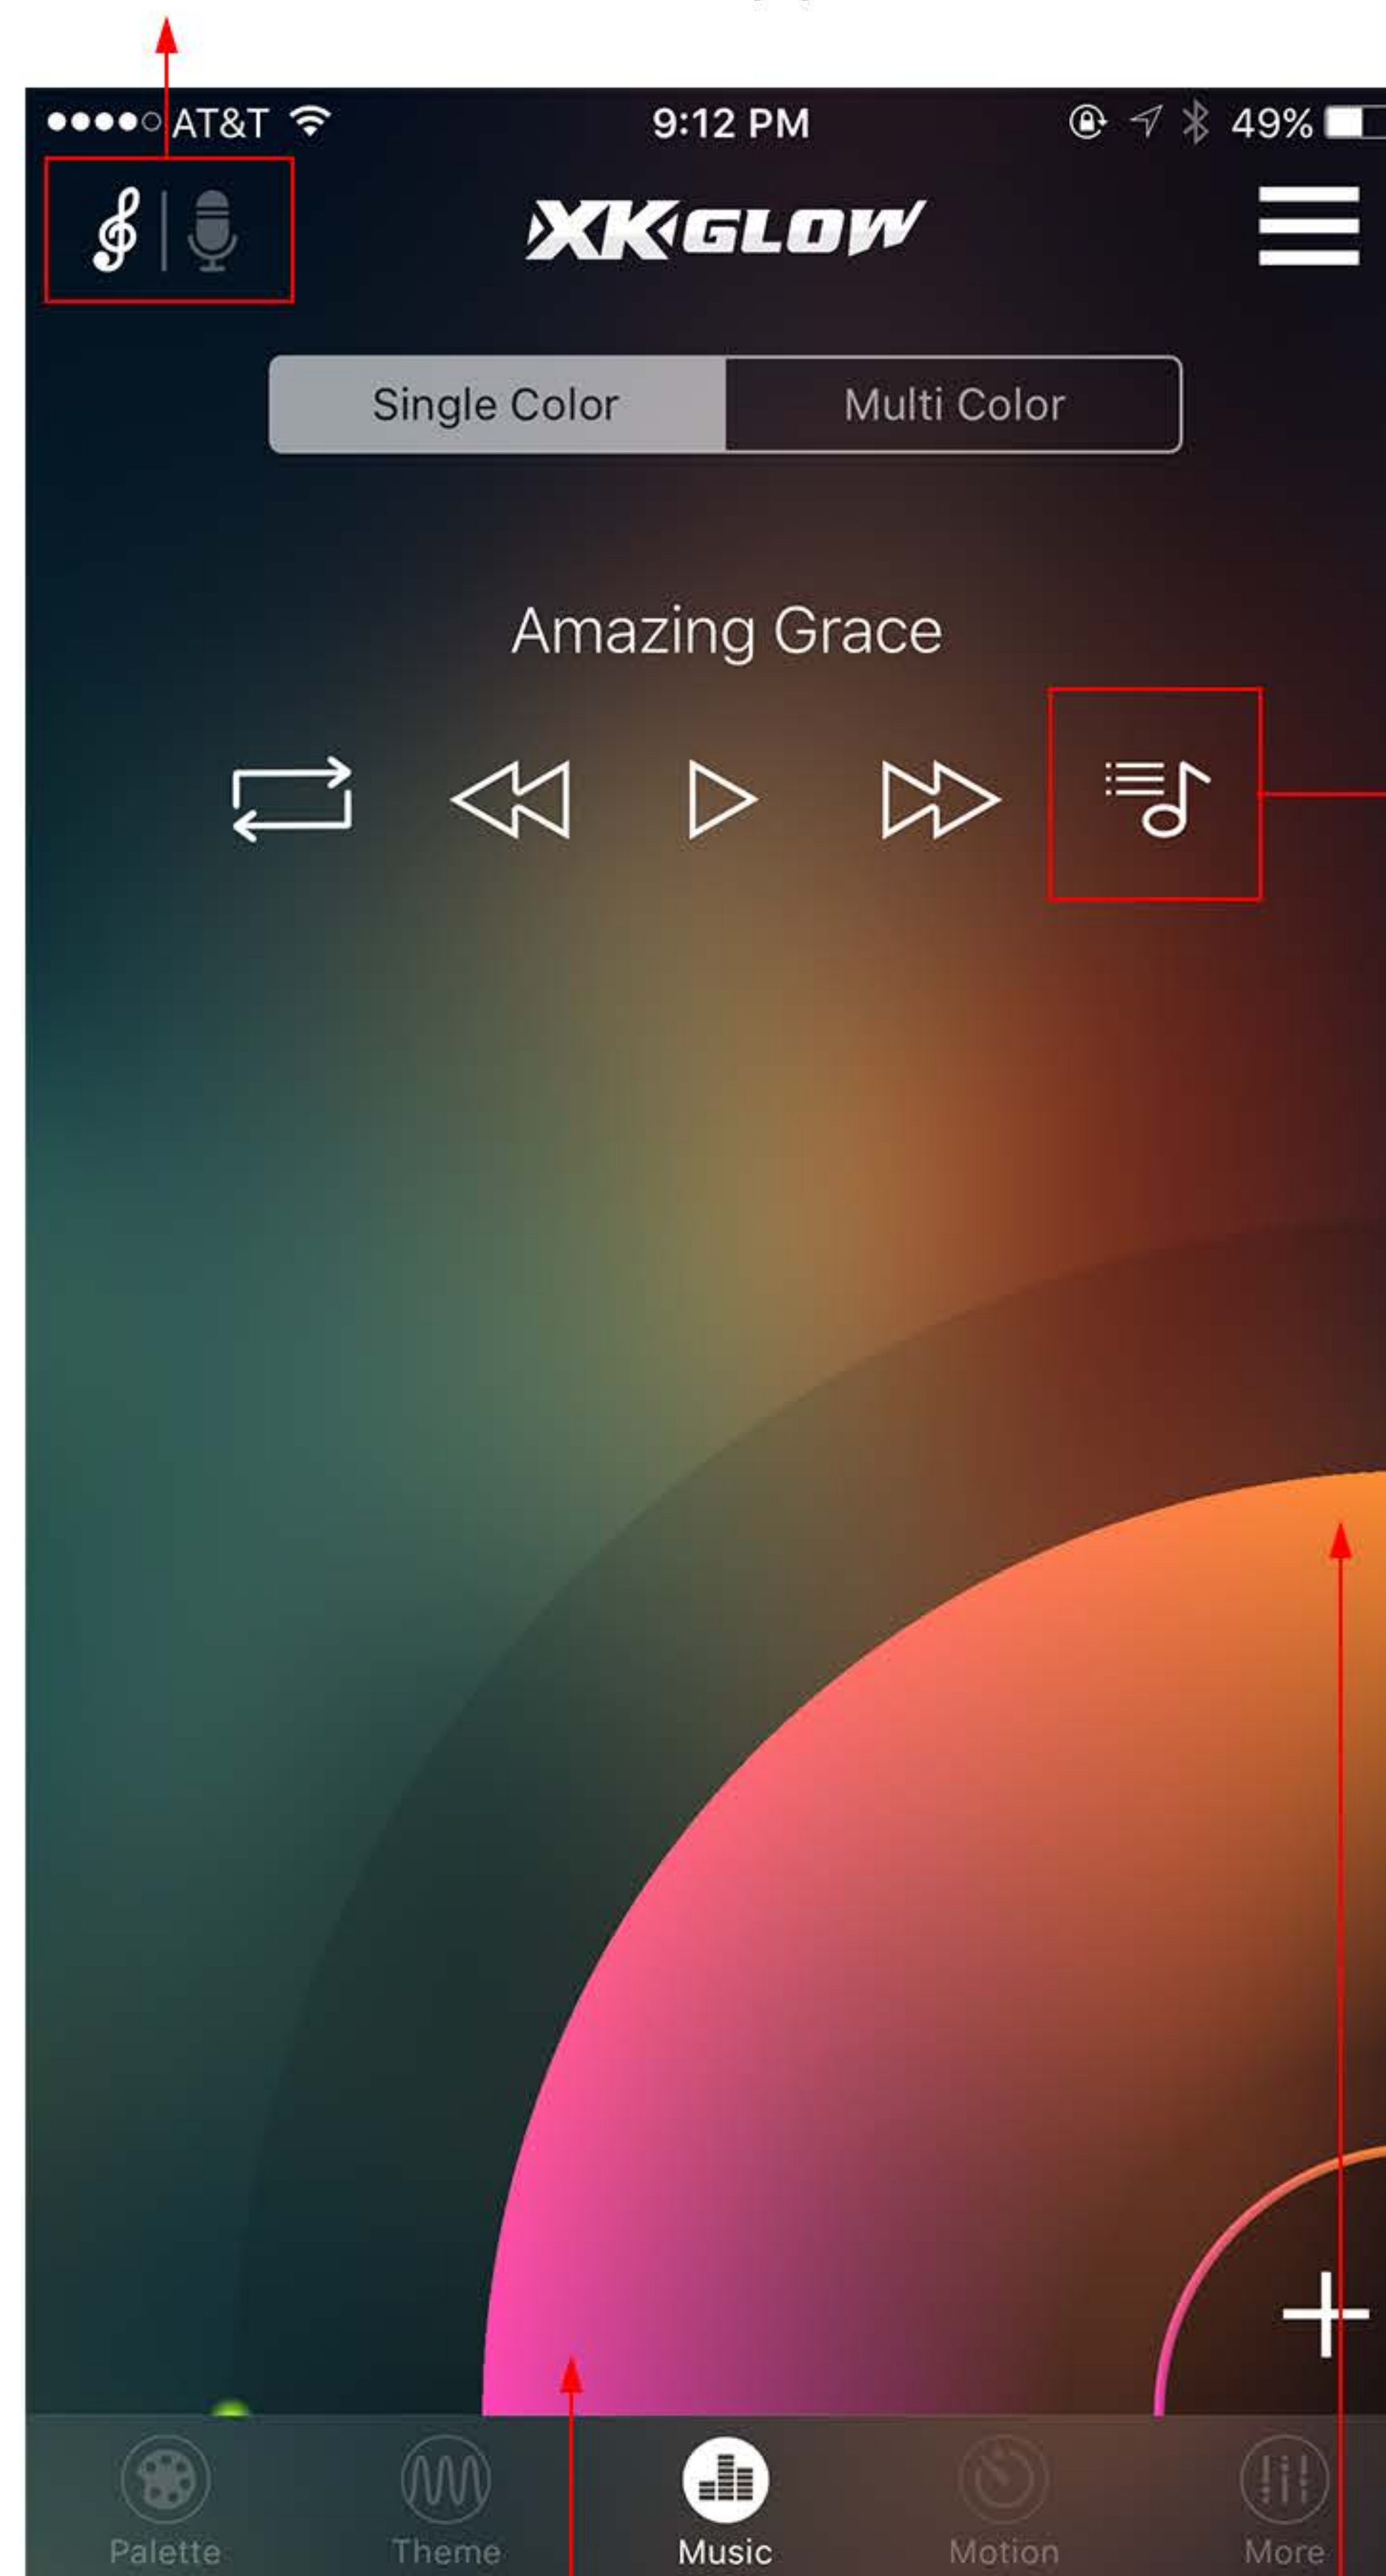 AT&T 9:12 PM 49%
XKGLOW
Single Color Multi Color
Amazing Grace
Palette Theme Music Motion More